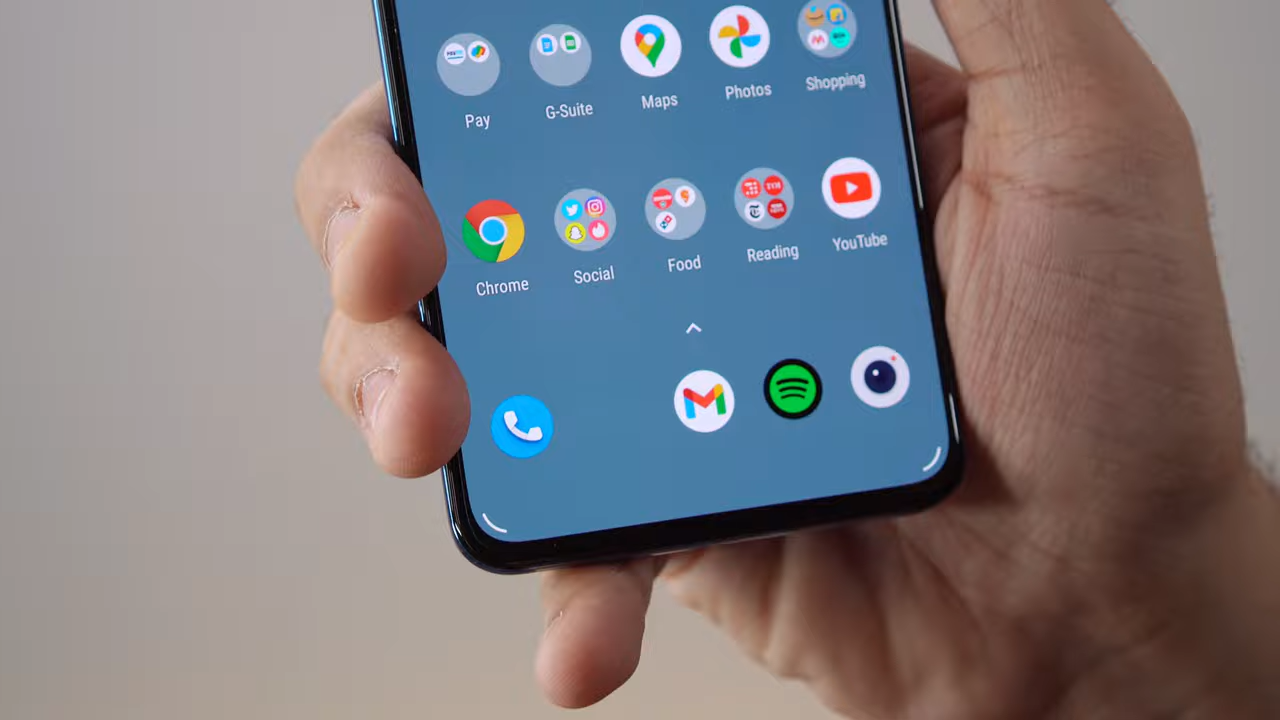 Pay
G-Suite
Maps
Photos
Shopping
Chrome
Social
Food
Reading
YouTube